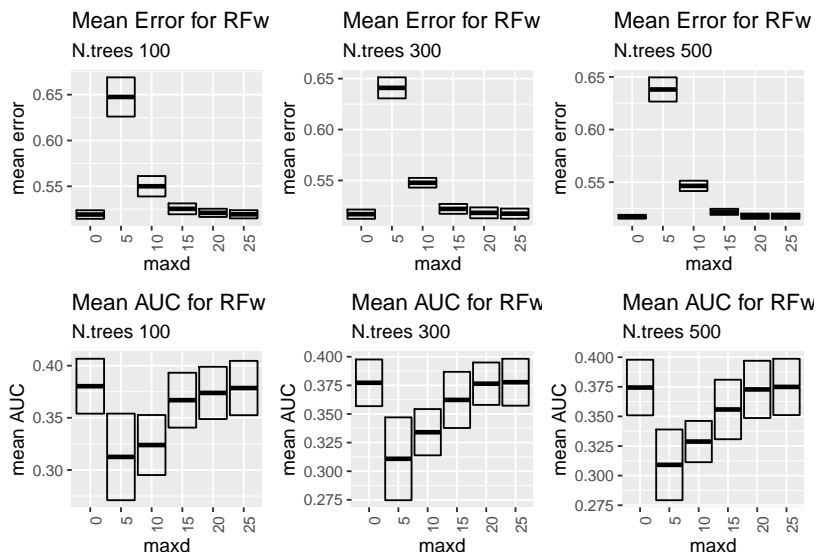 Mean Error for RFw
N.trees 100
mean error
0.65
0.60
0.55
0
5
10
15
20
25
maxd
Mean Error for RFw
N.trees 300
mean error
0.65
0.60
0.55
0
5
10
15
20
25
maxd
Mean Error for RFw
N.trees 500
mean error
0.65
0.60
0.55
0
5
10
15
20
25
maxd
Mean AUC for RFw
N.trees 100
mean AUC
0.40
0.35
0.30
0
5
10
15
20
25
maxd
Mean AUC for RFw
N.trees 300
mean AUC
0.400
0.375
0.350
0.325
0.300
0.275
0
5
10
15
20
25
maxd
Mean AUC for RFw
N.trees 500
mean AUC
0.400
0.375
0.350
0.325
0.300
0.275
0
5
10
15
20
25
maxd